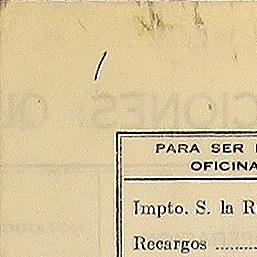 PARA SER
OFICINA
Impto. S. la R
Recargos ........